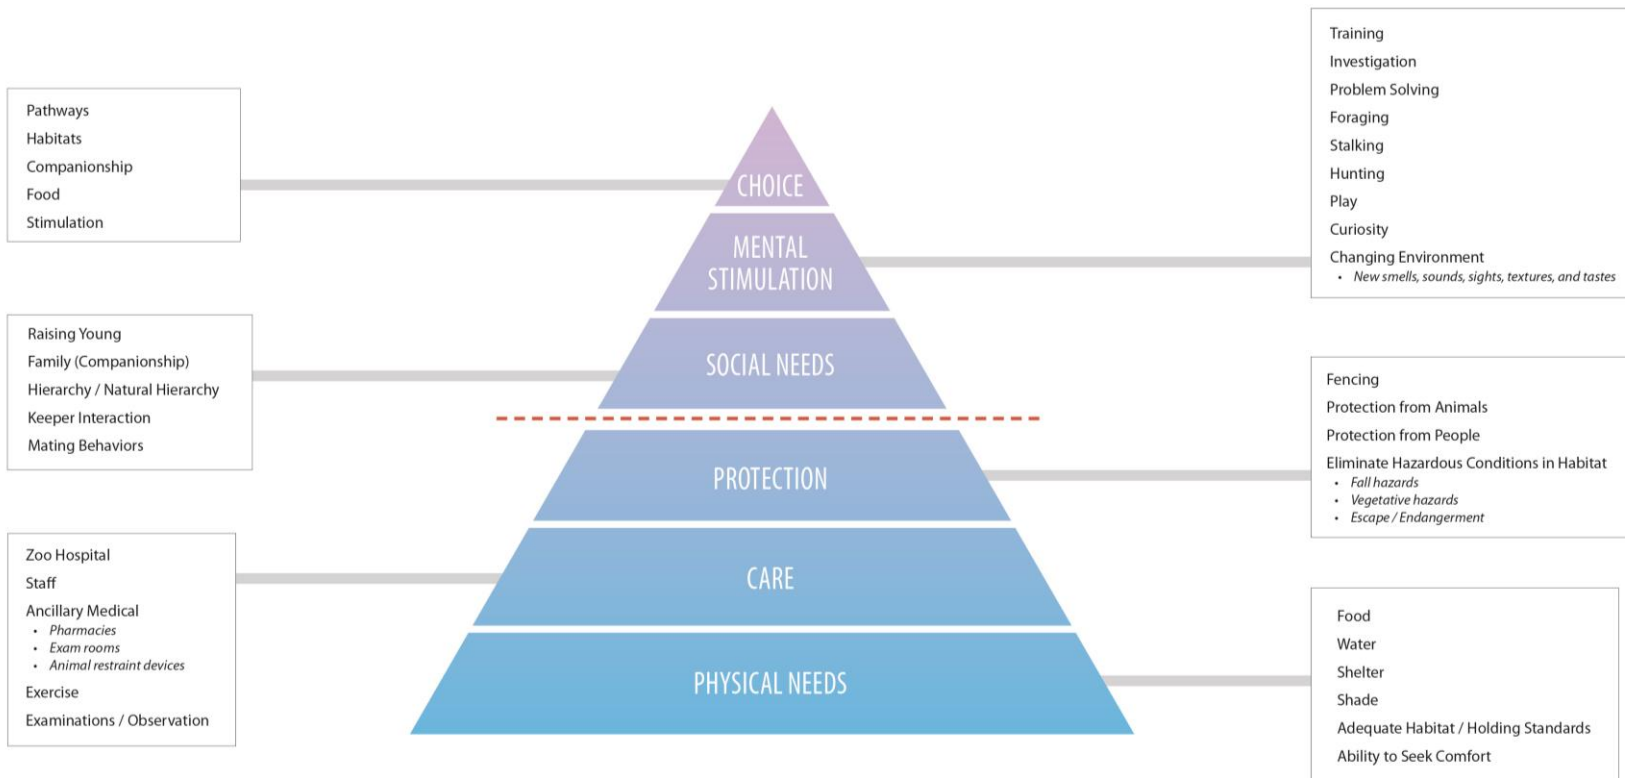 Pathways
Habitats
Companionship
Food
Stimulation
Raising Young
Family (Companionship)
Hierarchy / Natural Hierarchy
Keeper Interaction
Mating Behaviors
Zoo Hospital
Staff
Ancillary Medical
• Pharmacies
• Exam rooms
• Animal restraint devices
Exercise
Examinations / Observation
CHOICE
MENTAL
STIMULATION
SOCIAL NEEDS
PROTECTION
CARE
PHYSICAL NEEDS
Training
Investigation
Problem Solving
Foraging
Stalking
Hunting
Play
Curiosity
Changing Environment
• New smells, sounds, sights, textures, and tastes
Fencing
Protection from Animals
Protection from People
Eliminate Hazardous Conditions in Habitat
• Fall hazards
• Vegetative hazards
• Escape / Endangerment
Food
Water
Shelter
Shade
Adequate Habitat / Holding Standards
Ability to Seek Comfort